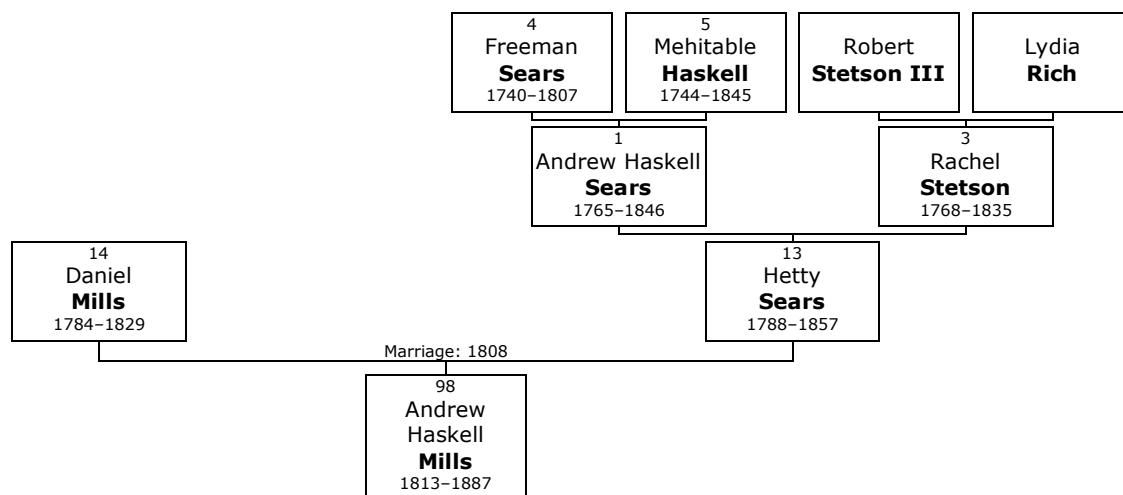 4
Freeman
Sears
1740–1807
5
Mehitable
Haskell
1744–1845
Robert
Stetson III
Lydia
Rich
1
Andrew Haskell
Sears
1765–1846
3
Rachel
Stetson
1768–1835
14
Daniel
Mills
1784–1829
13
Hetty
Sears
1788–1857
Marriage: 1808
98
Andrew
Haskell
Mills
1813–1887